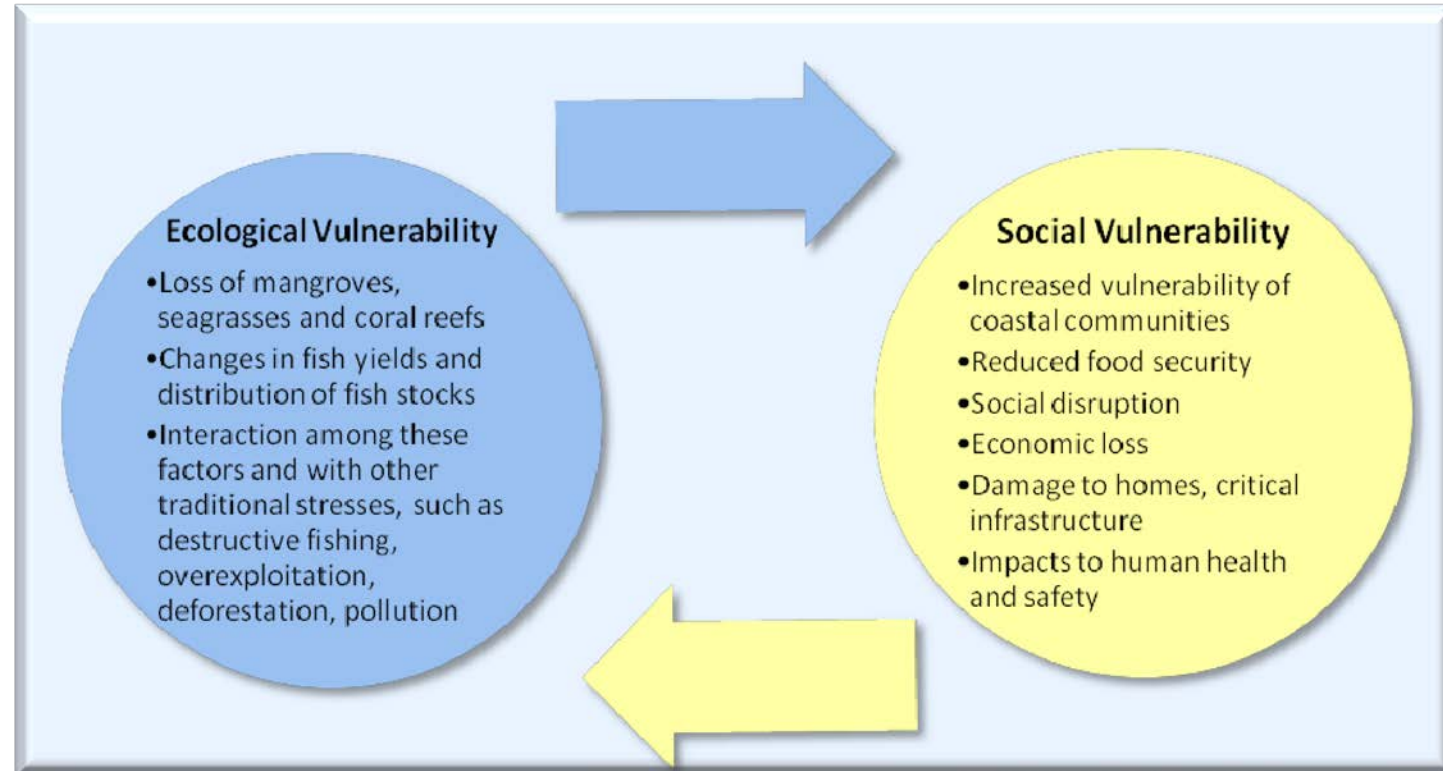 Ecological Vulnerability
•Loss of mangroves,
seagrasses and coral reefs
•Changes in fish yields and
distribution of fish stocks
•Interaction among these
factors and with other
traditional stresses, such as
destructive fishing,
overexploitation,
deforestation, pollution
Social Vulnerability
•Increased vulnerability of
coastal communities
•Reduced food security
•Social disruption
•Economic loss
•Damage to homes, critical
infrastructure
•Impacts to human health
and safety